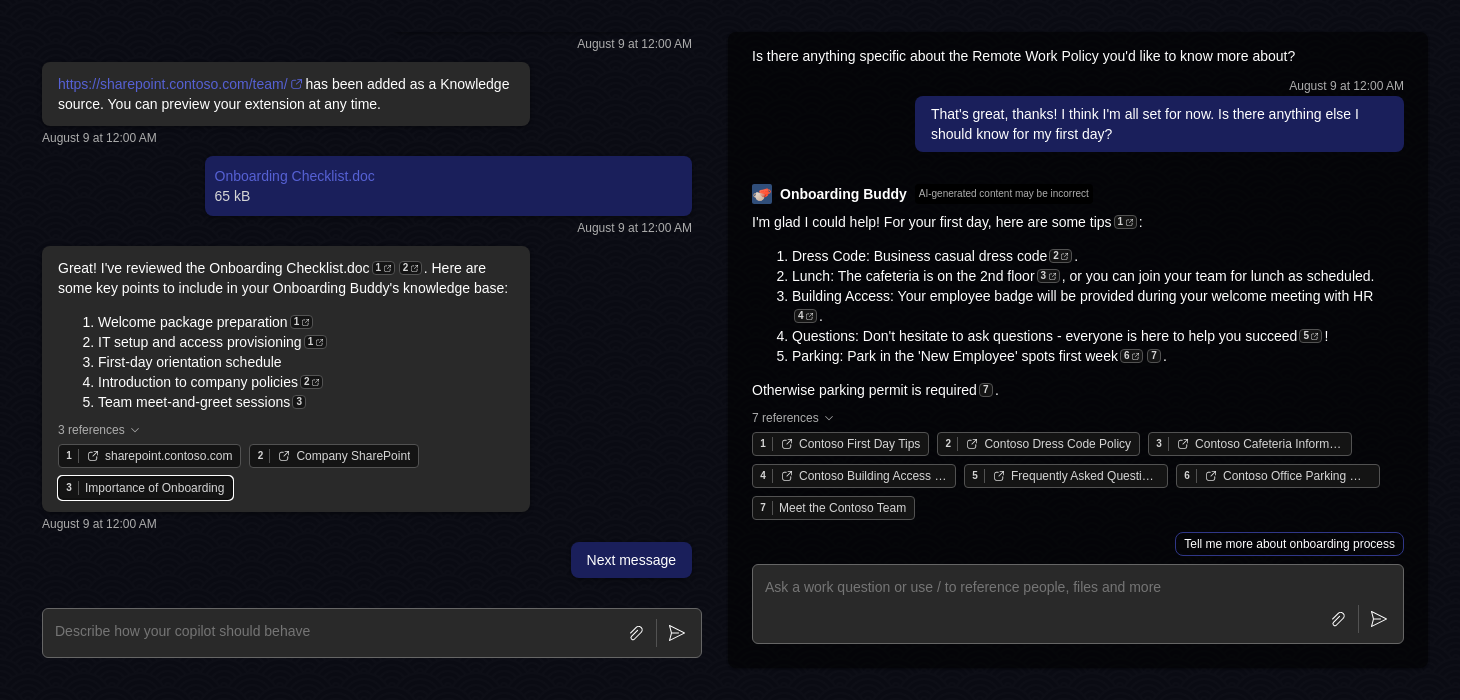 August 9 at 12:00 AM
https://sharepoint.contoso.com/team/ has been added as a Knowledge
source. You can preview your extension at any time.
August 9 at 12:00 AM
Onboarding Checklist.doc
65 kB
August 9 at 12:00 AM
Great! I've reviewed the Onboarding Checklist.doc 1 2. Here are
some key points to include in your Onboarding Buddy's knowledge base:
1. Welcome package preparation 1
2. IT setup and access provisioning 1
3. First-day orientation schedule
4. Introduction to company policies 2
5. Team meet-and-greet sessions 3
3 references
1 sharepoint.contoso.com 2 Company SharePoint
3 Importance of Onboarding
August 9 at 12:00 AM
Next message
Describe how your copilot should behave
Is there anything specific about the Remote Work Policy you'd like to know more about?
August 9 at 12:00 AM
That's great, thanks! I think I'm all set for now. Is there anything else I
should know for my first day?
Onboarding Buddy AI-generated content may be incorrect
I'm glad I could help! For your first day, here are some tips 1:
1. Dress Code: Business casual dress code 2.
2. Lunch: The cafeteria is on the 2nd floor 3, or you can join your team for lunch as scheduled.
3. Building Access: Your employee badge will be provided during your welcome meeting with HR
4.
4. Questions: Don't hesitate to ask questions - everyone is here to help you succeed 5!
5. Parking: Park in the 'New Employee' spots first week 6 7.
Otherwise parking permit is required 7.
7 references
1 Contoso First Day Tips 2 Contoso Dress Code Policy 3 Contoso Cafeteria Inform…
4 Contoso Building Access … 5 Frequently Asked Questi… 6 Contoso Office Parking …
7 Meet the Contoso Team
Tell me more about onboarding process
Ask a work question or use / to reference people, files and more